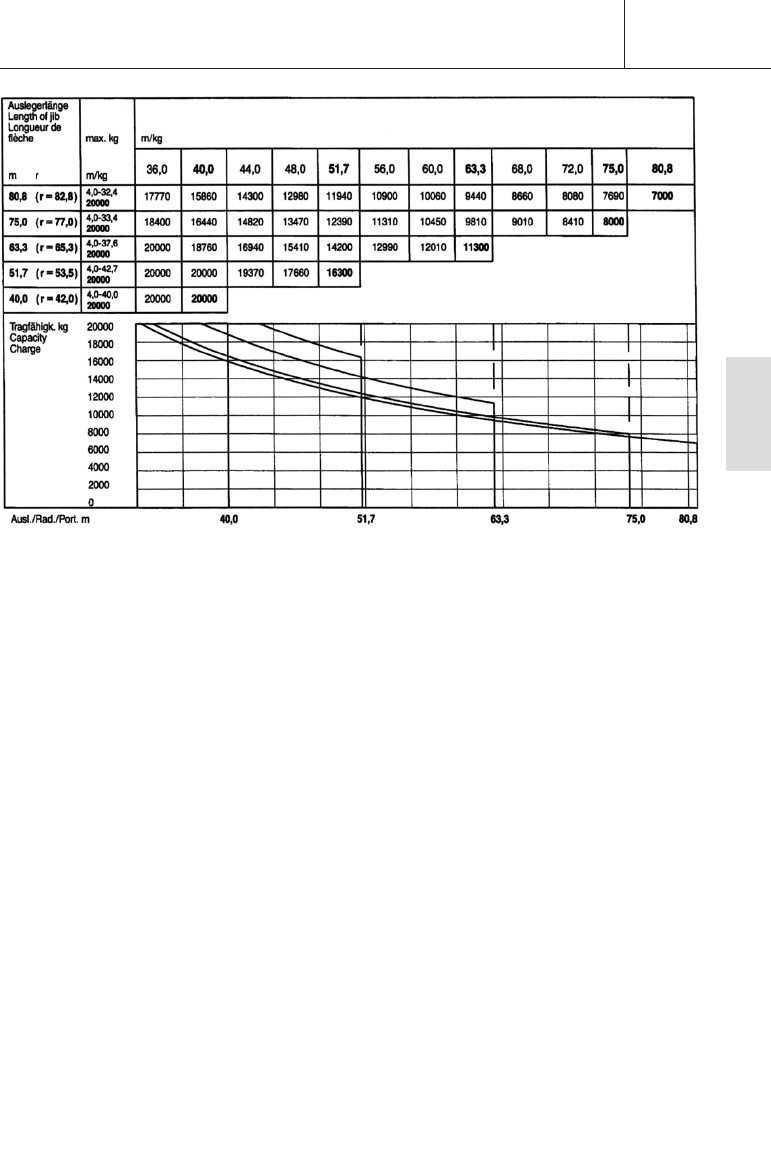 Auslegerlänge
Length of jib
Longueur de
flèche
max. kg
m/kg
m r
m/kg
36,0 40,0 44,0 48,0 51,7 56,0 60,0 63,3 68,0 72,0 75,0 80,8
80,8 (r = 82,8) 4,0-32,4 20000 17770 15860 14300 12980 11940 10900 10060 9440 8660 8080 7690 7000
75,0 (r = 77,0) 4,0-33,4 20000 18400 16440 14820 13470 12390 11310 10450 9810 9010 8410 8000
63,3 (r = 65,3) 4,0-37,6 20000 20000 18760 16940 15410 14200 12990 12010 11300
51,7 (r = 53,5) 4,0-42,7 20000 20000 20000 19370 17660 16300
40,0 (r = 42,0) 4,0-40,0 20000 20000 20000
Tragfähigk. kg
Capacity
Charge
20000
18000
16000
14000
12000
10000
8000
6000
4000
2000
0
Ausl./Rad./Port. m 40,0 51,7 63,3 75,0 80,8